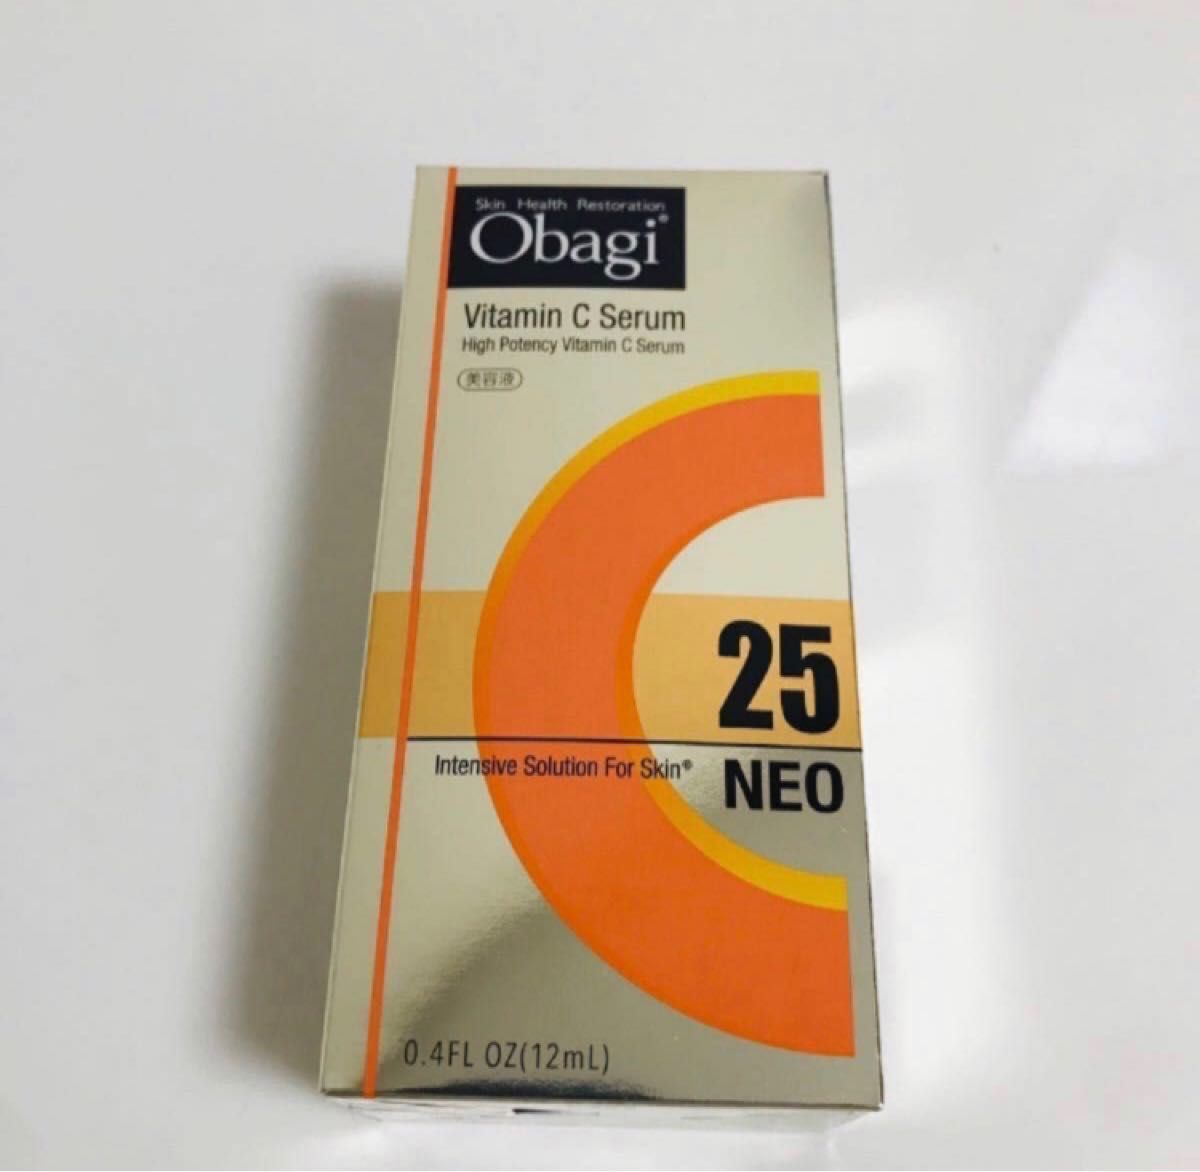 Skin Health Restoration
Obagi®
Vitamin C Serum
High Potency Vitamin C Serum
美容液
25
Intensive Solution For Skin®
NEO
0.4FL OZ(12mL)